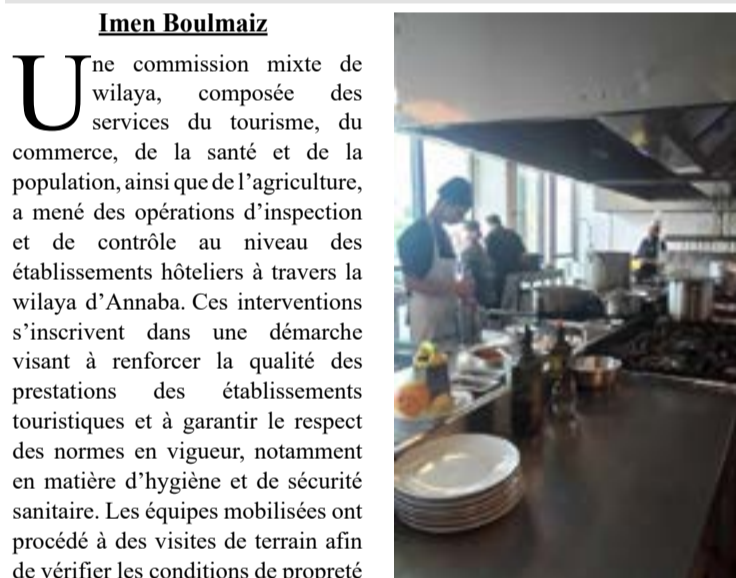 Imen Boulmaiz
Une commission mixte de
wilaya, composée des
services du tourisme, du
commerce, de la santé et de la
population, ainsi que de l’agriculture,
a mené des opérations d’inspection
et de contrôle au niveau des
établissements hôteliers à travers la
wilaya d’Annaba. Ces interventions
s’inscrivent dans une démarche
visant à renforcer la qualité des
prestations des établissements
touristiques et à garantir le respect
des normes en vigueur, notamment
en matière d’hygiène et de sécurité
sanitaire. Les équipes mobilisées ont
procédé à des visites de terrain afin
de vérifier les conditions de propreté